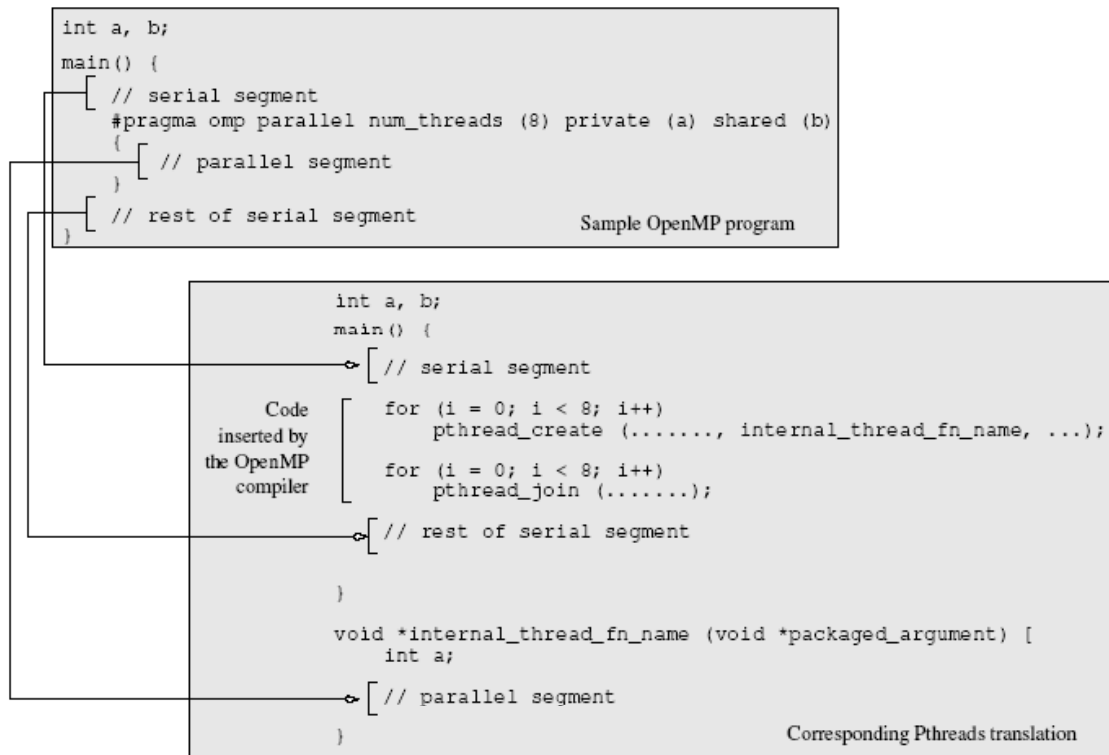 int a, b;
main() {
// serial segment
#pragma omp parallel num_threads (8) private (a) shared (b)
{
// parallel segment
}
// rest of serial segment
}
Sample OpenMP program
int a, b;
main() {
// serial segment
Code
inserted by
the OpenMP
compiler
for (i = 0; i < 8; i++)
pthread_create (......., internal_thread_fn_name, ...);
for (i = 0; i < 8; i++)
pthread_join (.......);
// rest of serial segment
}
void *internal_thread_fn_name (void *packaged_argument) [
int a;
// parallel segment
}
Corresponding Pthreads translation